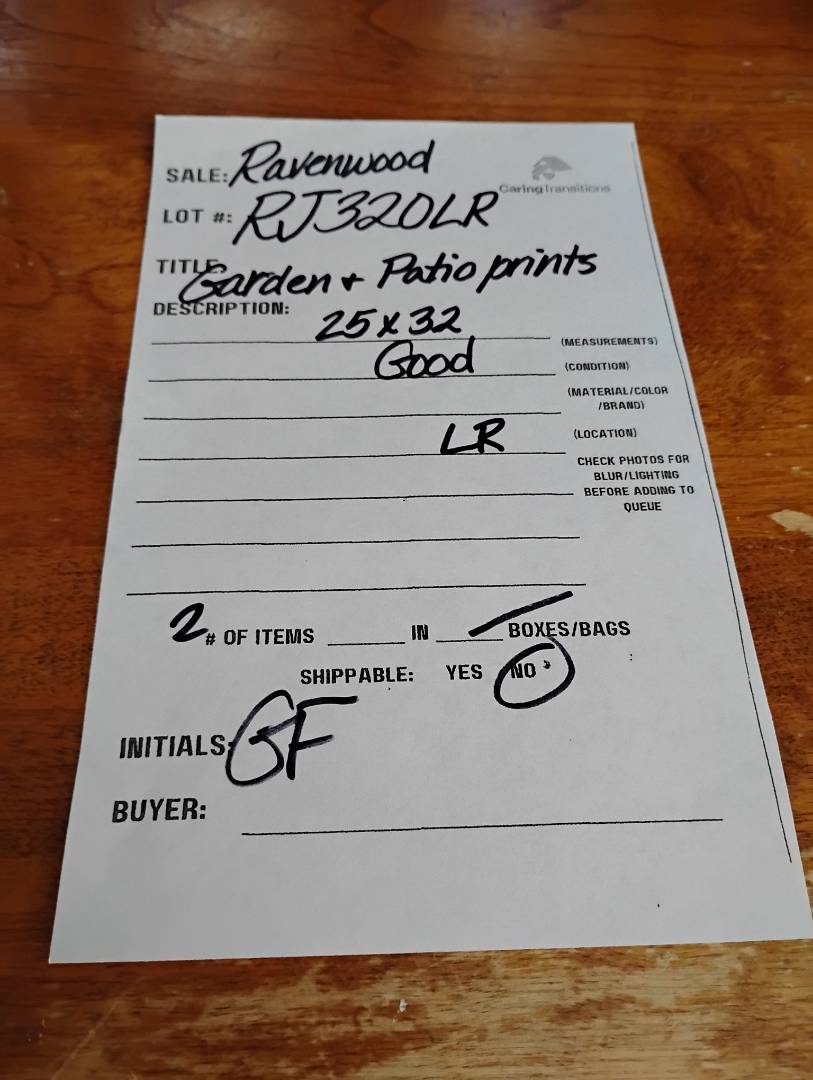 SALE: Ravenwood
Caring Transitions
LOT #: RJ320LR
TITLE: Garden + Patio prints
DESCRIPTION:
25 x 32 (MEASUREMENTS)
Good (CONDITION)
(MATERIAL/COLOR
/BRAND)
LR (LOCATION)
CHECK PHOTOS FOR
BLUR/LIGHTING
BEFORE ADDING TO
QUEUE
2 # OF ITEMS ______ IN ______ BOXES/BAGS
SHIPPABLE: YES NO
INITIALS: GF
BUYER: